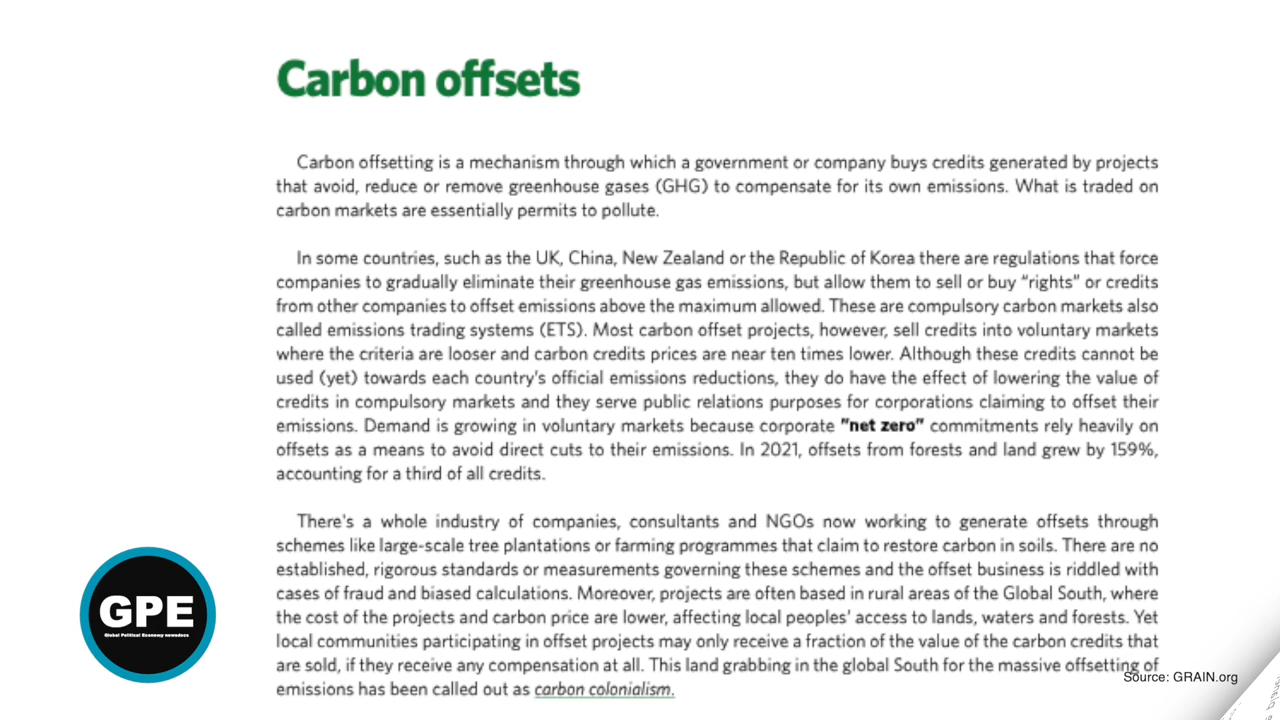 Carbon offsets
Carbon offsetting is a mechanism through which a government or company buys credits generated by projects
that avoid, reduce or remove greenhouse gases (GHG) to compensate for its own emissions. What is traded on
carbon markets are essentially permits to pollute.
In some countries, such as the UK, China, New Zealand or the Republic of Korea there are regulations that force
companies to gradually eliminate their greenhouse gas emissions, but allow them to sell or buy “rights” or credits
from other companies to offset emissions above the maximum allowed. These are compulsory carbon markets also
called emissions trading systems (ETS). Most carbon offset projects, however, sell credits into voluntary markets
where the criteria are looser and carbon credits prices are near ten times lower. Although these credits cannot be
used (yet) towards each country's official emissions reductions, they do have the effect of lowering the value of
credits in compulsory markets and they serve public relations purposes for corporations claiming to offset their
emissions. Demand is growing in voluntary markets because corporate "net zero" commitments rely heavily on
offsets as a means to avoid direct cuts to their emissions. In 2021, offsets from forests and land grew by 159%,
accounting for a third of all credits.
There's a whole industry of companies, consultants and NGOs now working to generate offsets through
schemes like large-scale tree plantations or farming programmes that claim to restore carbon in soils. There are no
established, rigorous standards or measurements governing these schemes and the offset business is riddled with
cases of fraud and biased calculations. Moreover, projects are often based in rural areas of the Global South, where
the cost of the projects and carbon price are lower, affecting local peoples' access to lands, waters and forests. Yet
local communities participating in offset projects may only receive a fraction of the value of the carbon credits that
are sold, if they receive any compensation at all. This land grabbing in the global South for the massive offsetting of
emissions has been called out as carbon colonialism.
GPE
Global Political Economy newsdocs
Source: GRAIN.org